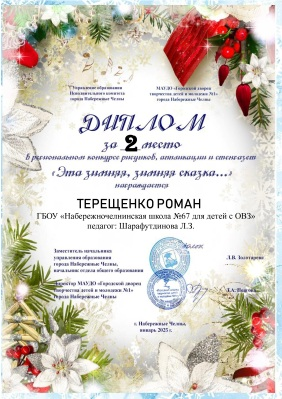 Управление образования
Исполнительного комитета
города Набережные Челны
МАУДО «Городской дворец
творчества детей и молодежи №1»
города Набережные Челны
ДИПЛОМ
за 2 место
в региональном конкурсе рисунков, аппликации и стенгазет
«Эта зимняя, зимняя сказка...»
награждается
ТЕРЕЩЕНКО РОМАН
ГБОУ «Набережночелнинская школа №67 для детей с ОВЗ»
педагог: Шарафутдинова Л.З.
Заместитель начальника
управления образования
города Набережные Челны,
начальник отдела общего образования
Л.В. Золотарева
Директор МАУДО «Городской дворец
творчества детей и молодежи №1»
города Набережные Челны
г. Набережные Челны,
январь 2025 г.